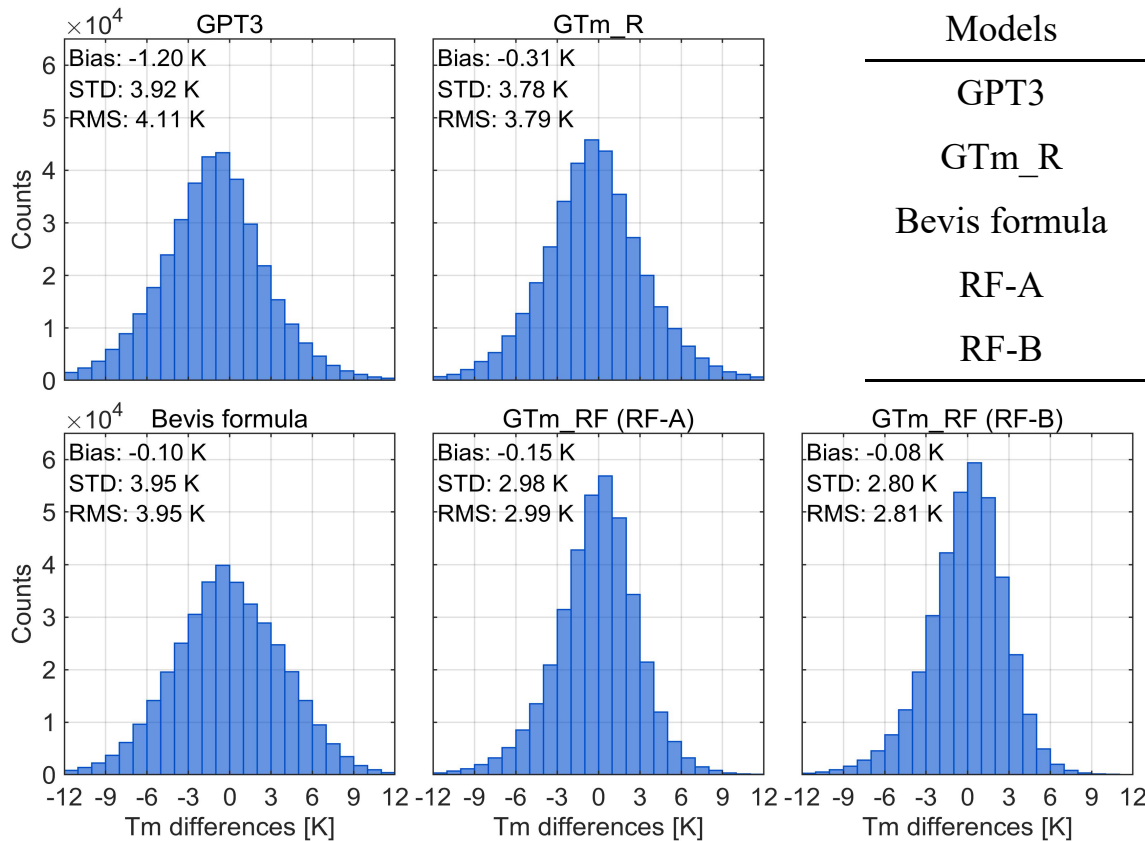 ×10⁴
GPT3
Bias: -1.20 K
STD: 3.92 K
RMS: 4.11 K
6
5
4
3
2
1
0
Counts
GTm_R
Bias: -0.31 K
STD: 3.78 K
RMS: 3.79 K
Models
GPT3
GTm_R
Bevis formula
RF-A
RF-B
×10⁴
Bevis formula
Bias: -0.10 K
STD: 3.95 K
RMS: 3.95 K
6
5
4
3
2
1
0
Counts
-12 -9 -6 -3 0 3 6 9 12
Tm differences [K]
GTm_RF (RF-A)
Bias: -0.15 K
STD: 2.98 K
RMS: 2.99 K
-12 -9 -6 -3 0 3 6 9 12
Tm differences [K]
GTm_RF (RF-B)
Bias: -0.08 K
STD: 2.80 K
RMS: 2.81 K
-12 -9 -6 -3 0 3 6 9 12
Tm differences [K]